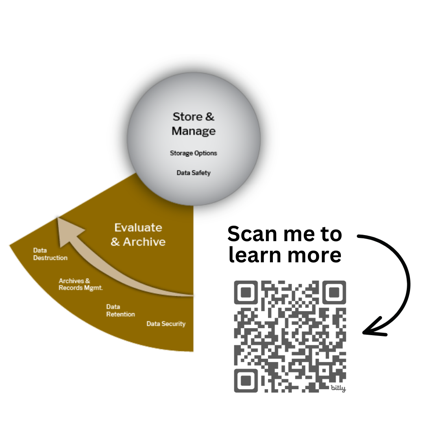 Store &
Manage
Storage Options
Data Safety
Evaluate
& Archive
Data
Destruction
Archives &
Records Mgmt.
Data
Retention
Data Security
Scan me to
learn more
bitly